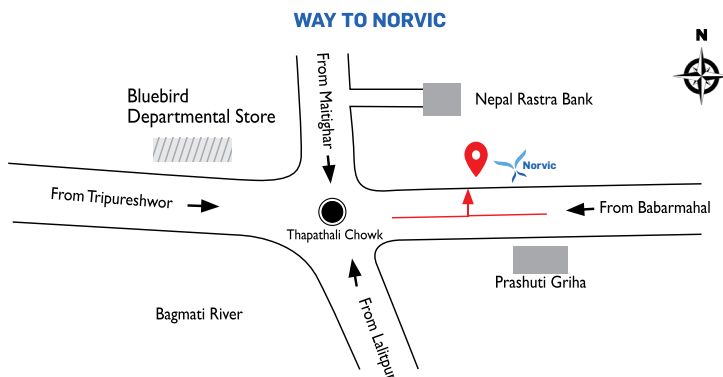 WAY TO NORVIC
N
From Maitighar
Bluebird
Departmental Store
Nepal Rastra Bank
Norvic
From Tripureshwor
From Babarmahal
Thapathali Chowk
Prashuti Griha
Bagmati River
From Lalitpur